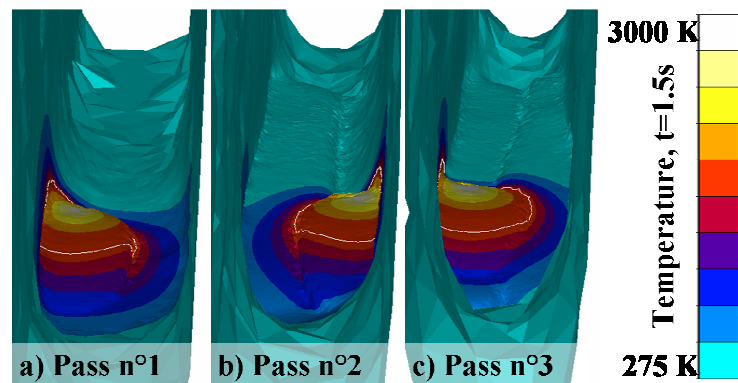 3000 K
Temperature, t=1.5s
275 K
a) Pass n°1
b) Pass n°2
c) Pass n°3